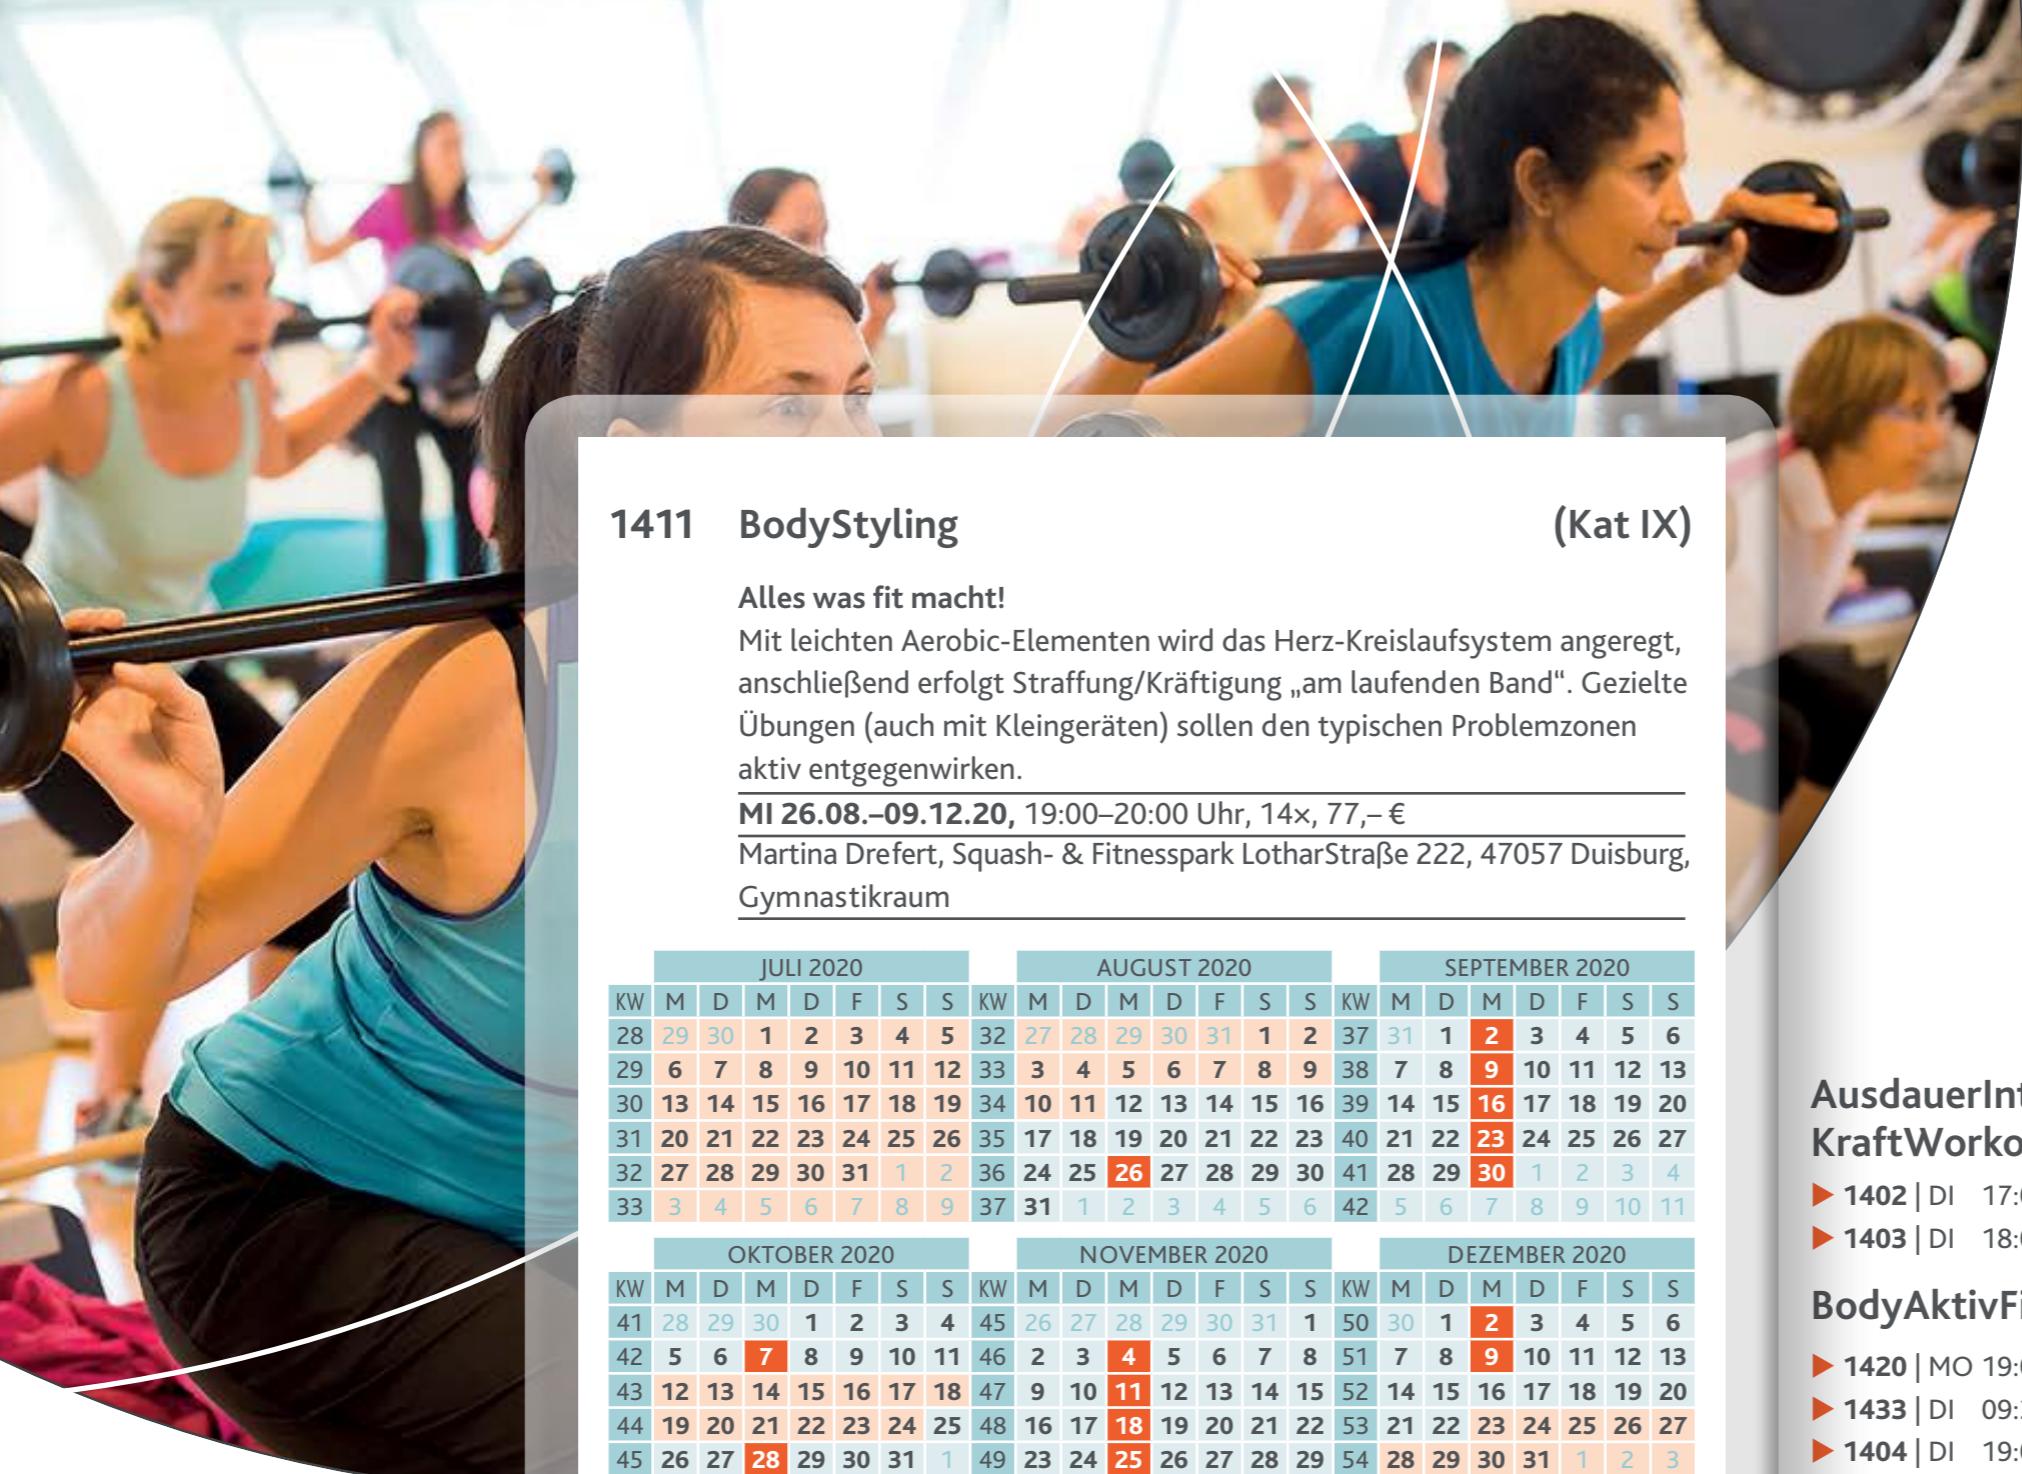 1411 BodyStyling (Kat IX)
Alles was fit macht!
Mit leichten Aerobic-Elementen wird das Herz-Kreislaufsystem angeregt,
anschließend erfolgt Straffung/Kräftigung „am laufenden Band“. Gezielte
Übungen (auch mit Kleingeräten) sollen den typischen Problemzonen
aktiv entgegenwirken.
MI 26.08.–09.12.20, 19:00–20:00 Uhr, 14×, 77,– €
Martina Drefert, Squash- & Fitnesspark LotharStraße 222, 47057 Duisburg,
Gymnastikraum
JULI 2020 AUGUST 2020 SEPTEMBER 2020
KW M D M D F S S KW M D M D F S S KW M D M D F S S
28 29 30 1 2 3 4 5 32 27 28 29 30 31 1 2 37 31 1 2 3 4 5 6
29 6 7 8 9 10 11 12 33 3 4 5 6 7 8 9 38 7 8 9 10 11 12 13
30 13 14 15 16 17 18 19 34 10 11 12 13 14 15 16 39 14 15 16 17 18 19 20
31 20 21 22 23 24 25 26 35 17 18 19 20 21 22 23 40 21 22 23 24 25 26 27
32 27 28 29 30 31 1 2 36 24 25 26 27 28 29 30 41 28 29 30 1 2 3 4
33 3 4 5 6 7 8 9 37 31 1 2 3 4 5 6 42 5 6 7 8 9 10 11
OKTOBER 2020 NOVEMBER 2020 DEZEMBER 2020
KW M D M D F S S KW M D M D F S S KW M D M D F S S
41 28 29 30 1 2 3 4 45 26 27 28 29 30 31 1 50 30 1 2 3 4 5 6
42 5 6 7 8 9 10 11 46 2 3 4 5 6 7 8 51 7 8 9 10 11 12 13
43 12 13 14 15 16 17 18 47 9 10 11 12 13 14 15 52 14 15 16 17 18 19 20
44 19 20 21 22 23 24 25 48 16 17 18 19 20 21 22 53 21 22 23 24 25 26 27
45 26 27 28 29 30 31 1 49 23 24 25 26 27 28 29 54 28 29 30 31 1 2 3
AusdauerInt
KraftWorko
▶ 1402 | DI 17:0
▶ 1403 | DI 18:0
BodyAktivFi
▶ 1420 | MO 19:0
▶ 1433 | DI 09:3
▶ 1404 | DI 19:0